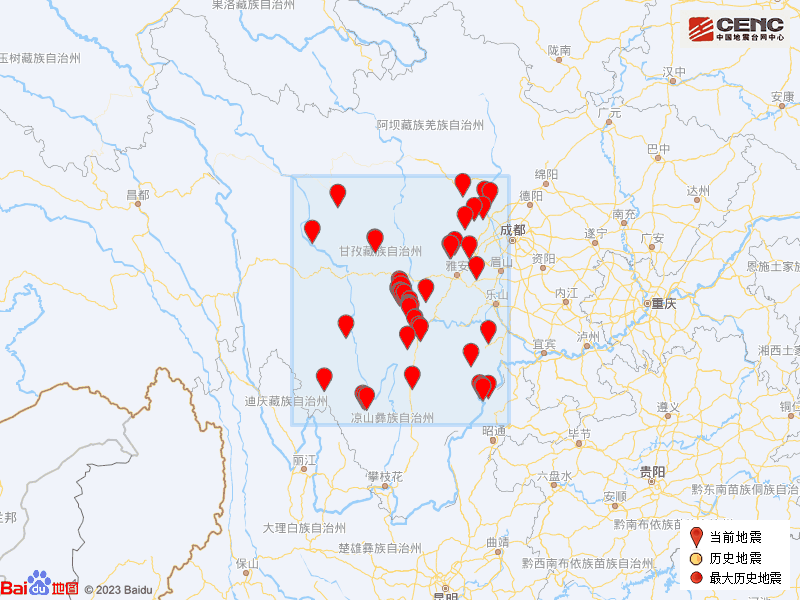 果洛藏族自治州
CENC
中国地震台网中心
陇南
玉树藏族自治州
汉中
安康
广元
阿坝藏族羌族自治州
巴中
绵阳
昌都
德阳
达州
南充
成都
遂宁
广安
甘孜藏族自治州
眉山
资阳
雅安
恩施土家族
内江
乐山
重庆
泸州
宜宾
湘西土家
迪庆藏族自治州
遵义
铜仁
凉山彝族自治州
昭通
毕节
丽江
攀枝花
贵阳
六盘水
黔东南苗族侗族自治州
安顺
兰邦
大理白族自治州
黔南布依族苗
当前地震
楚雄彝族自治州
曲靖
历史地震
保山
黔西南布依族苗族自治州
最大历史地震
Bai du 地图
© 2023 Baidu
昆明